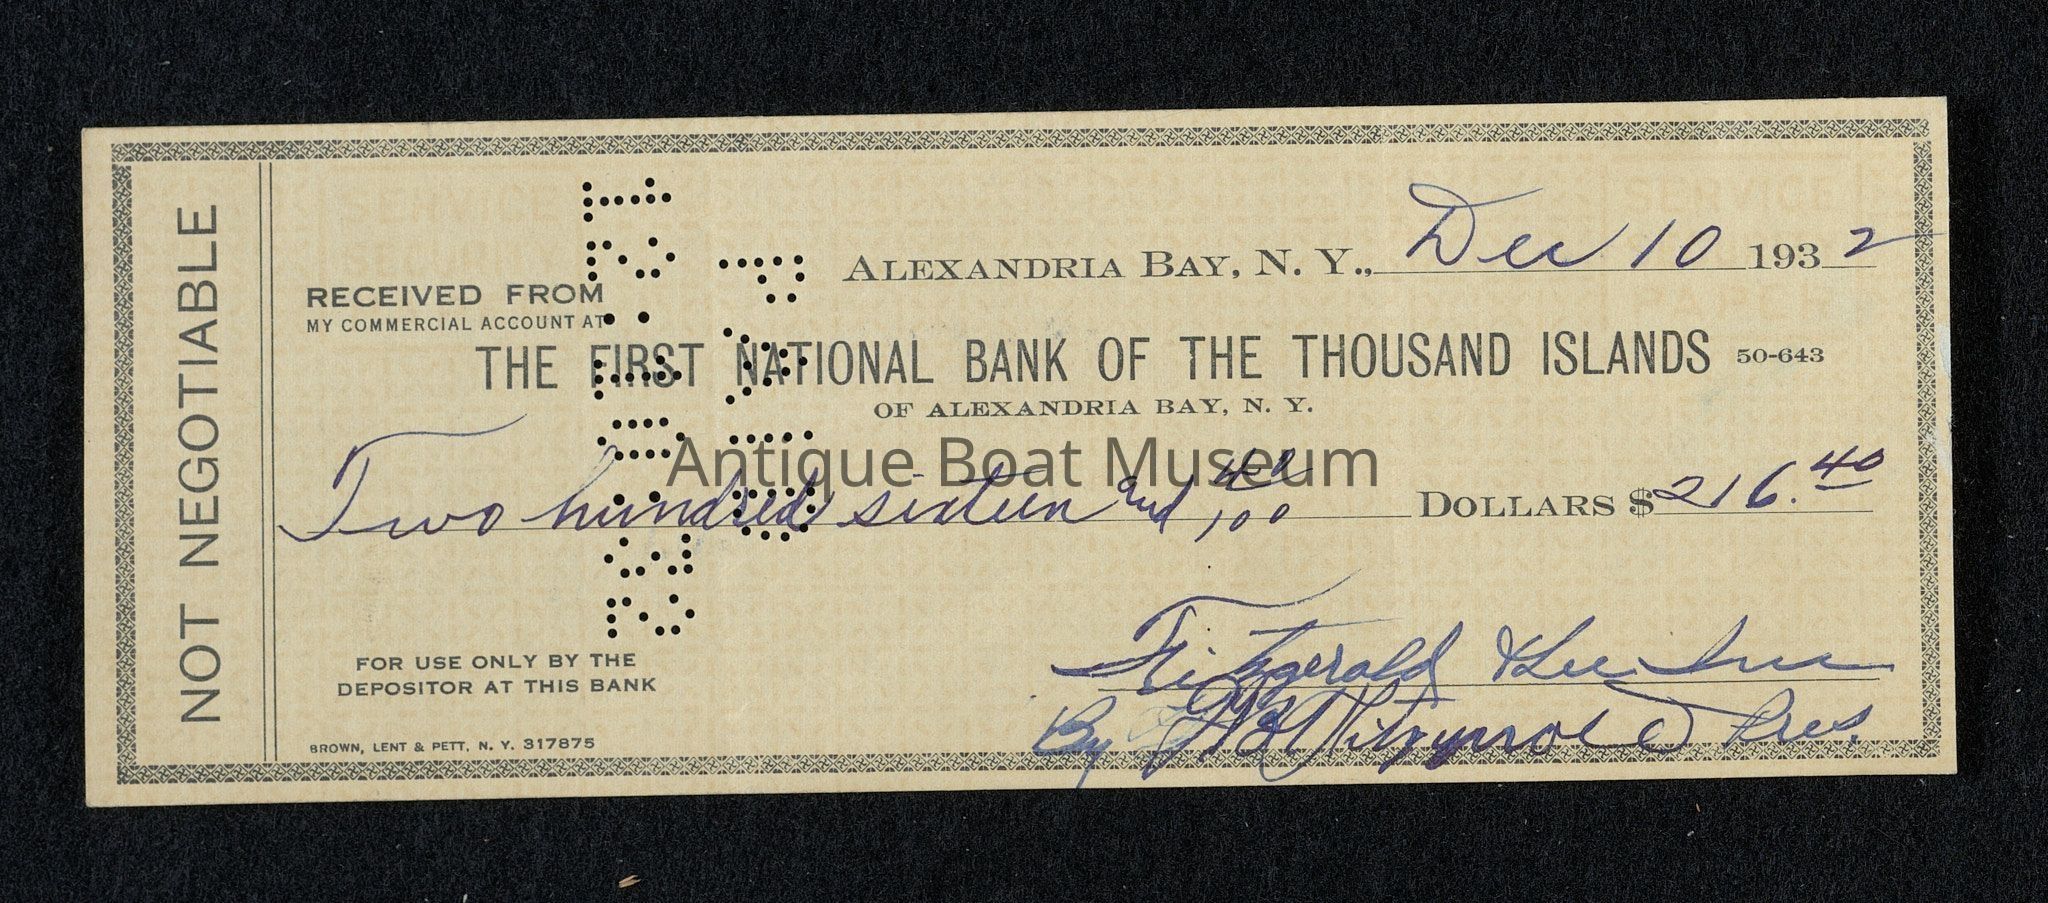 NOT NEGOTIABLE
ALEXANDRIA BAY, N. Y., Dec 10 1932
RECEIVED FROM
MY COMMERCIAL ACCOUNT AT
THE FIRST NATIONAL BANK OF THE THOUSAND ISLANDS 50-643
OF ALEXANDRIA BAY, N. Y.
Antique Boat Museum
Two hundred sixteen and 40/100 DOLLARS $216.40
Fitzgerald & Lee Inc
FOR USE ONLY BY THE
DEPOSITOR AT THIS BANK
By Fitzgerald Pres.
BROWN, LENT & PETT, N. Y. 317875
PAID